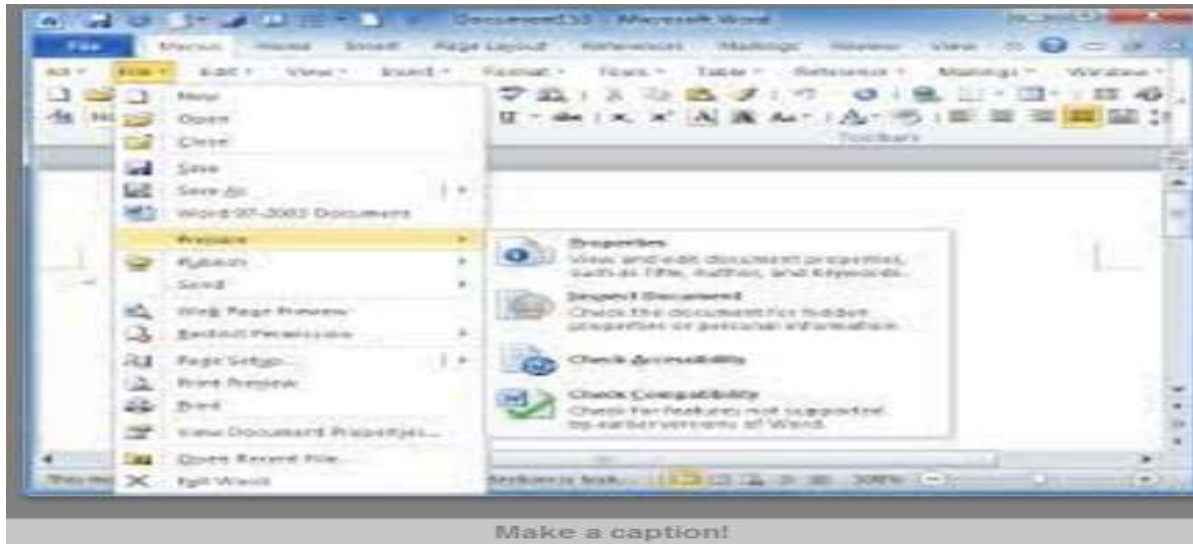 Document153 - Microsoft Word
File Menus Home Insert Page Layout References Mailings Review View
All File Edit View Insert Format Tools Table Reference Mailings Window
New
Open
Close
Toolbars
Save
Save As
Word 97-2003 Document
Prepare
Properties
View and edit document properties,
such as Title, Author, and Keywords.
Publish
Send
Inspect Document
Check the document for hidden
properties or personal information.
Web Page Preview
Restrict Permission
Page Setup...
Check Accessibility
Print Preview
Print
Check Compatibility
Check for features not supported
by earlier versions of Word.
View Document Properties...
Open Recent File
Exit Word
Make a caption!